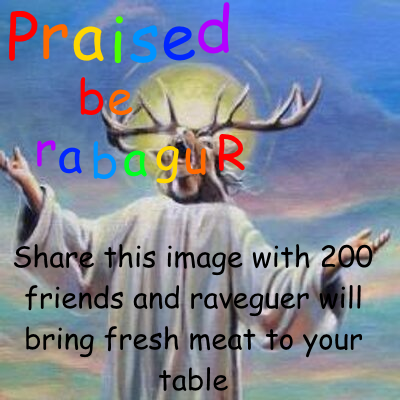 Praised
be
rabaguR
Share this image with 200
friends and raveguer will
bring fresh meat to your
table